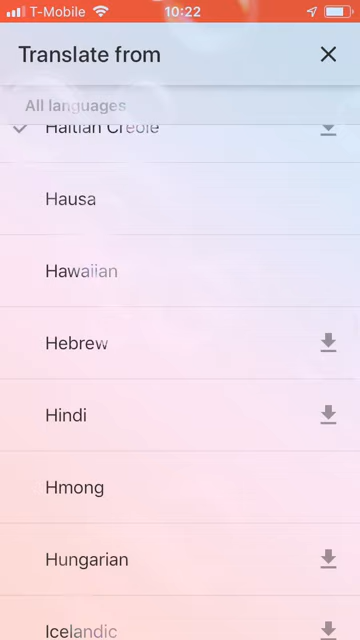 T-Mobile 10:22
Translate from
All languages
Haitian Creole
Hausa
Hawaiian
Hebrew
Hindi
Hmong
Hungarian
Icelandic